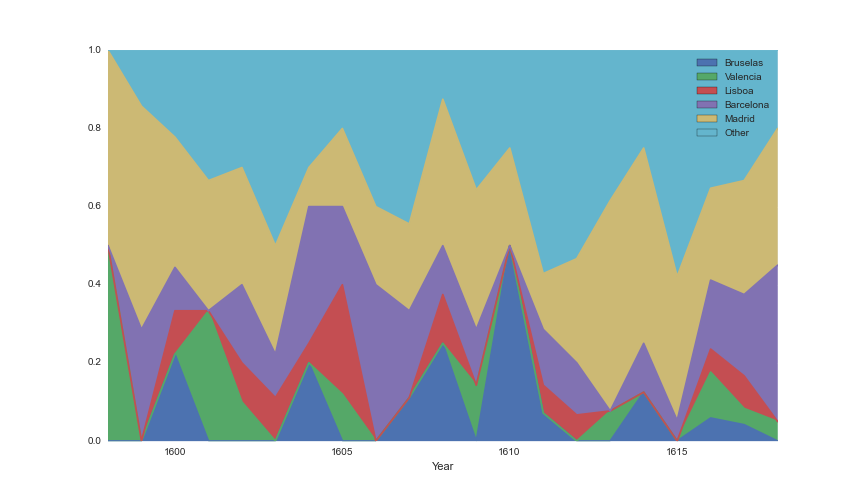 1.0
0.8
0.6
0.4
0.2
0.0
Bruselas
Valencia
Lisboa
Barcelona
Madrid
Other
1600 1605 1610 1615
Year